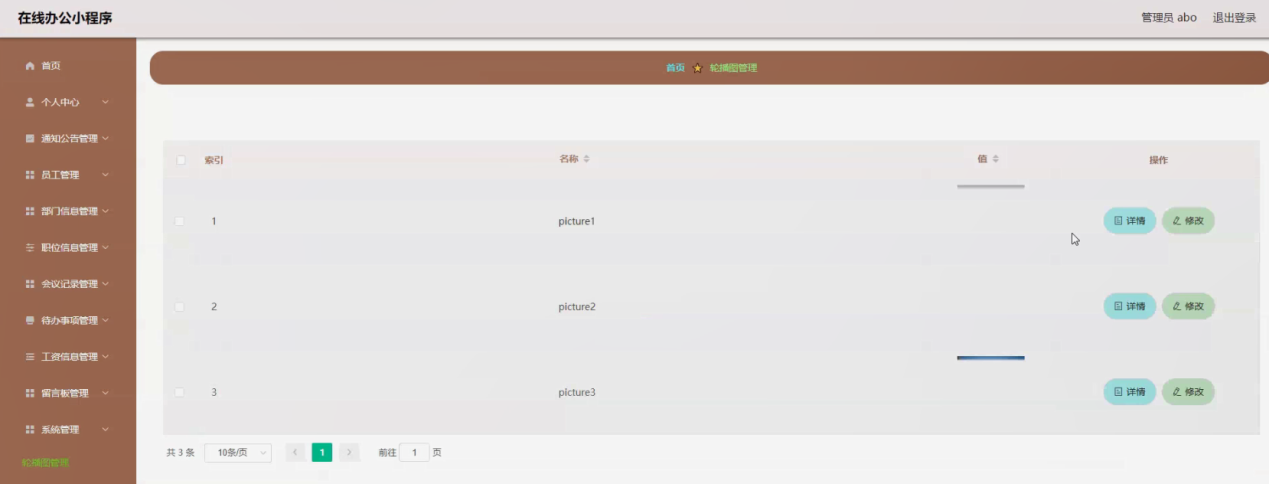 在线办公小程序
管理员 abo 退出登录
首页
个人中心
通知公告管理
员工管理
部门信息管理
职位信息管理
会议记录管理
待办事项管理
工资信息管理
留言板管理
系统管理
轮播图管理
首页 轮播图管理
索引 名称 值 操作
1 picture1 详情 修改
2 picture2 详情 修改
3 picture3 详情 修改
共 3 条 10条/页 1 前往 1 页